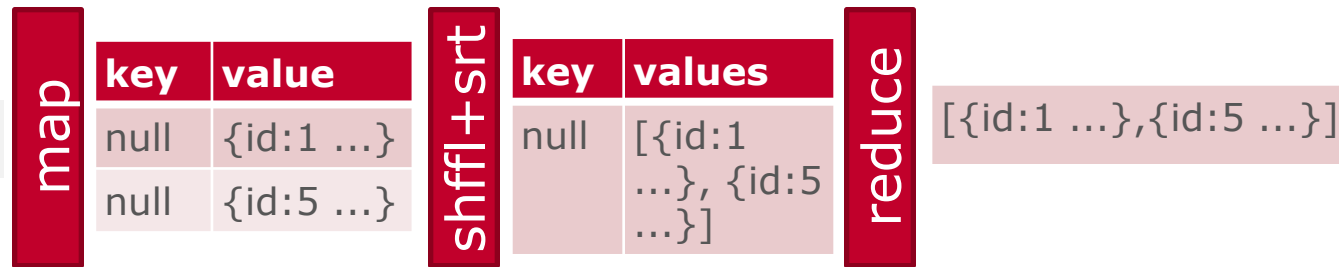 map
key value
null {id:1 ...}
null {id:5 ...}
shffl+srt
key values
null [{id:1
...}, {id:5
...}]
reduce
[{id:1 ...},{id:5 ...}]